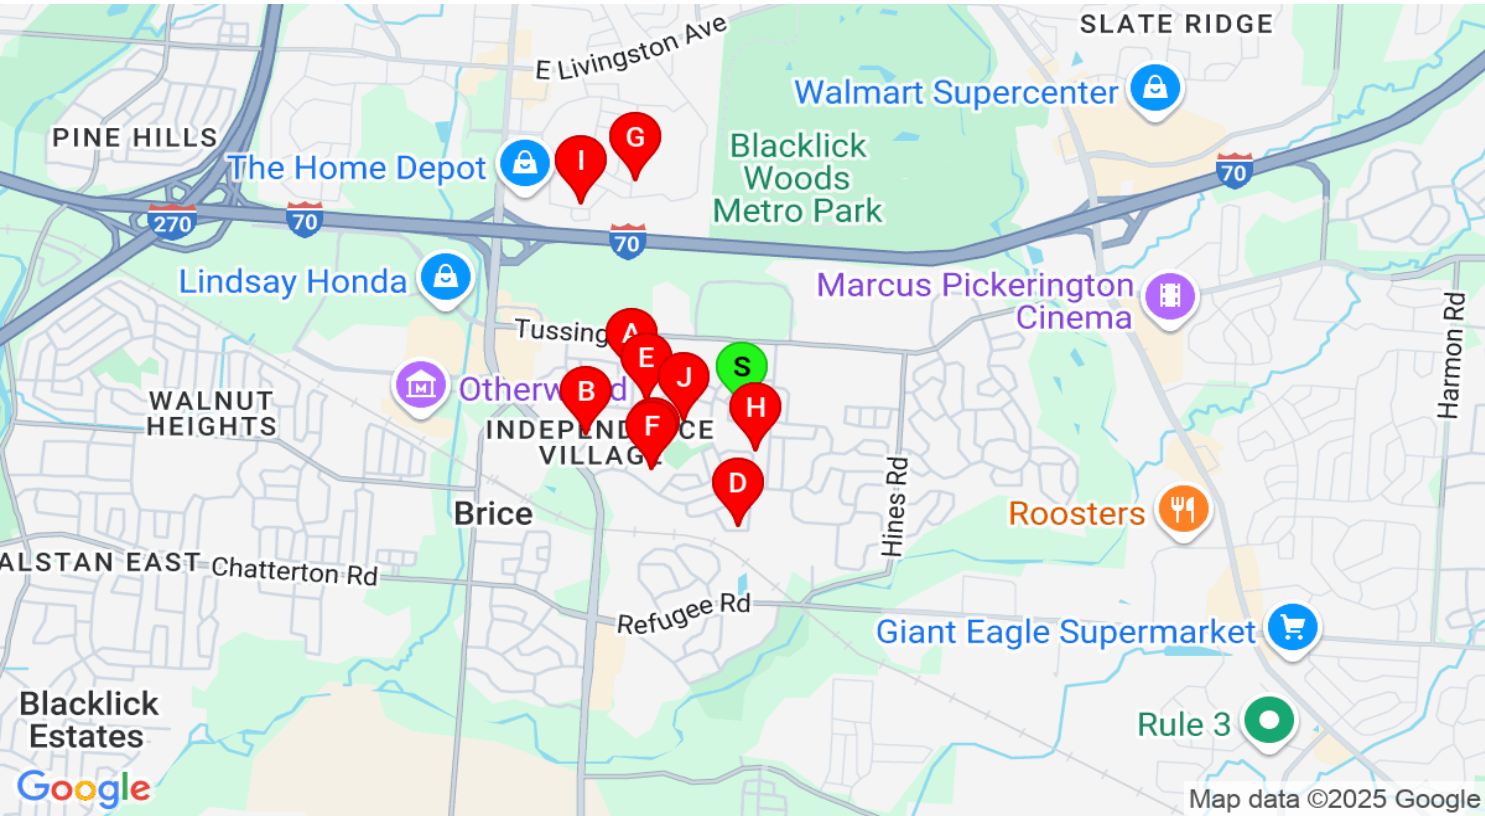 SLATE RIDGE
E Livingston Ave
Walmart Supercenter
PINE HILLS
G
I
The Home Depot
Blacklick
Woods
Metro Park
70
270
70
70
Lindsay Honda
Marcus Pickerington
Cinema
Harmon Rd
Tussing
A
E
S
J
B
H
WALNUT
HEIGHTS
F
VILLAGE
D
Hines Rd
Brice
Roosters
ALSTAN EAST
Chatterton Rd
Refugee Rd
Giant Eagle Supermarket
Blacklick
Estates
Rule 3
Google
Map data ©2025 Google